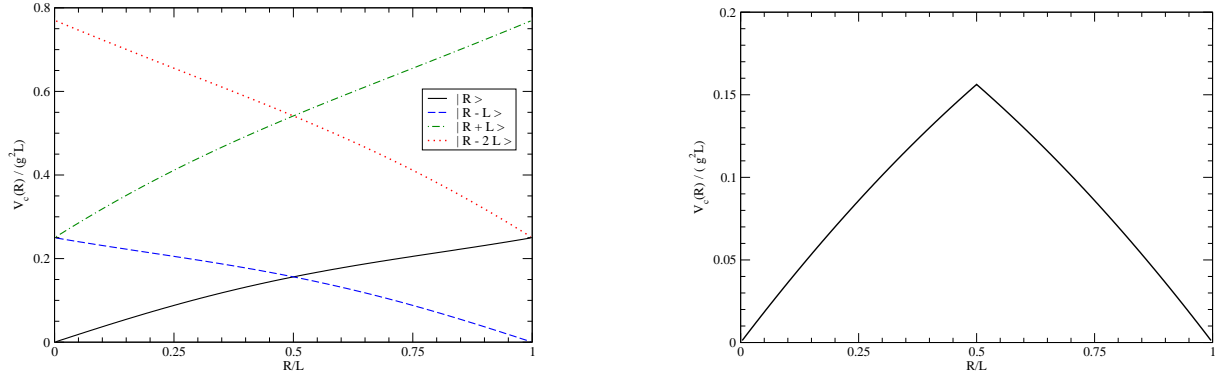 0.8
0.6
0.4
0.2
0
V_c(R) / (g²L)
0
0.25
0.5
0.75
1
R/L
| R >
| R - L >
| R + L >
| R - 2 L >
0.2
0.15
0.1
0.05
0
V_c(R) / ( g²L)
0
0.25
0.5
0.75
1
R/L